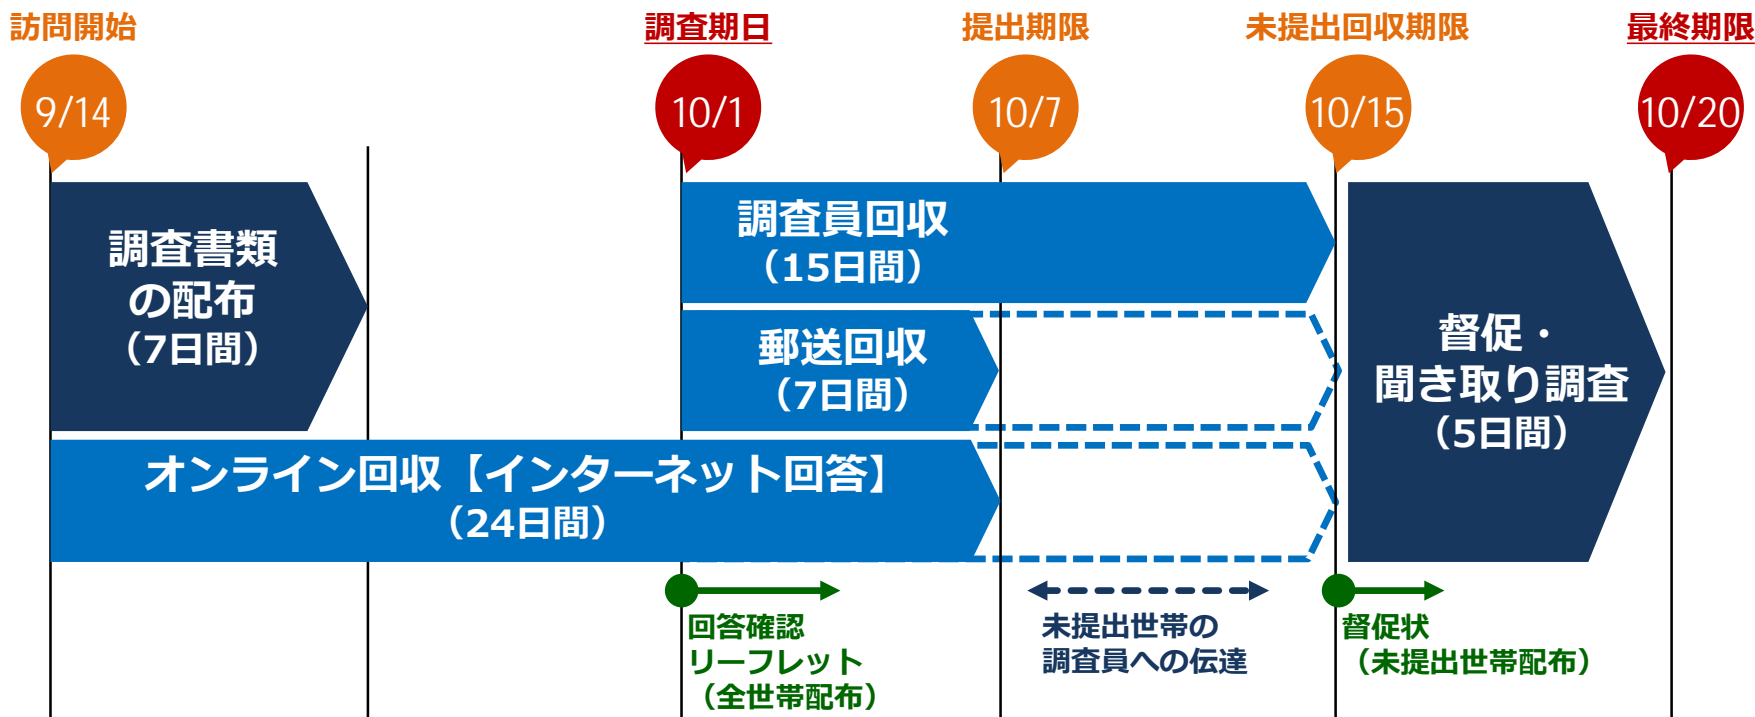 訪問開始
調査期日
提出期限
未提出回収期限
最終期限
9/14
10/1
10/7
10/15
10/20
調査書類
の配布
（7日間）
調査員回収
（15日間）
郵送回収
（7日間）
オンライン回収【インターネット回答】
（24日間）
督促・
聞き取り調査
（5日間）
回答確認
リーフレット
（全世帯配布）
未提出世帯の
調査員への伝達
督促状
（未提出世帯配布）